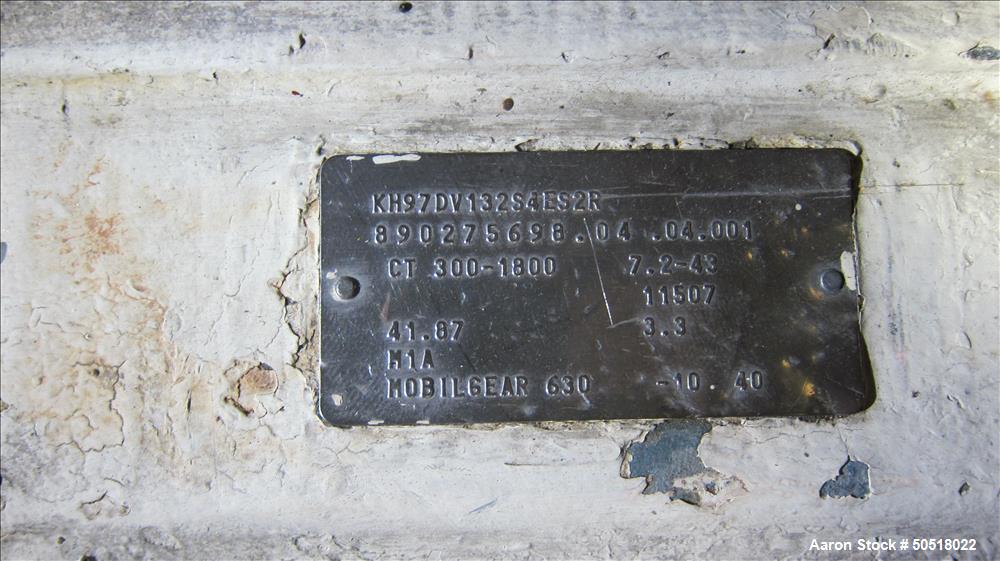 KH97DV132S4ES2R
890275698.04 .04.001
CT 300-1800 7.2-43
11507
41.87 3.3
M1A
MOBILGEAR 630 -10 . 40
Aaron Stock # 50518022